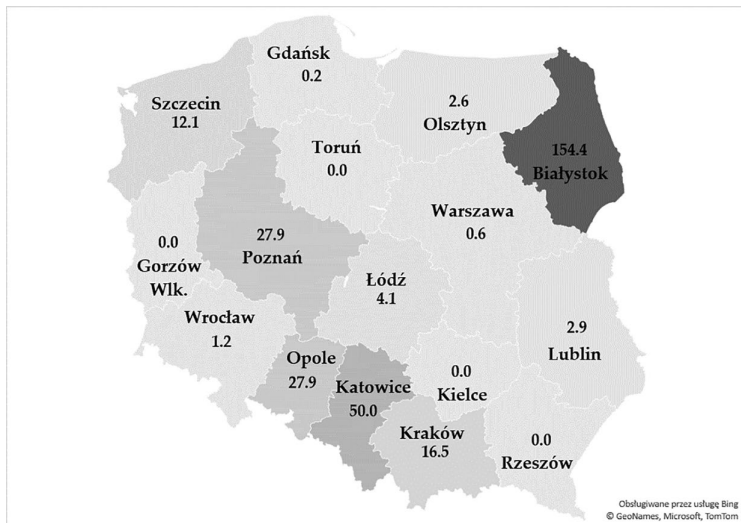 Gdańsk
0.2
Szczecin
12.1
2.6
Olsztyn
Toruń
0.0
154.4
Białystok
Warszawa
0.6
27.9
Poznań
0.0
Gorzów
Wlk.
Łódź
4.1
Wrocław
1.2
2.9
Lublin
Opole
27.9
Katowice
50.0
0.0
Kielce
Kraków
16.5
0.0
Rzeszów
Obsługiwane przez usługę Bing
© GeoNames, Microsoft, TomTom